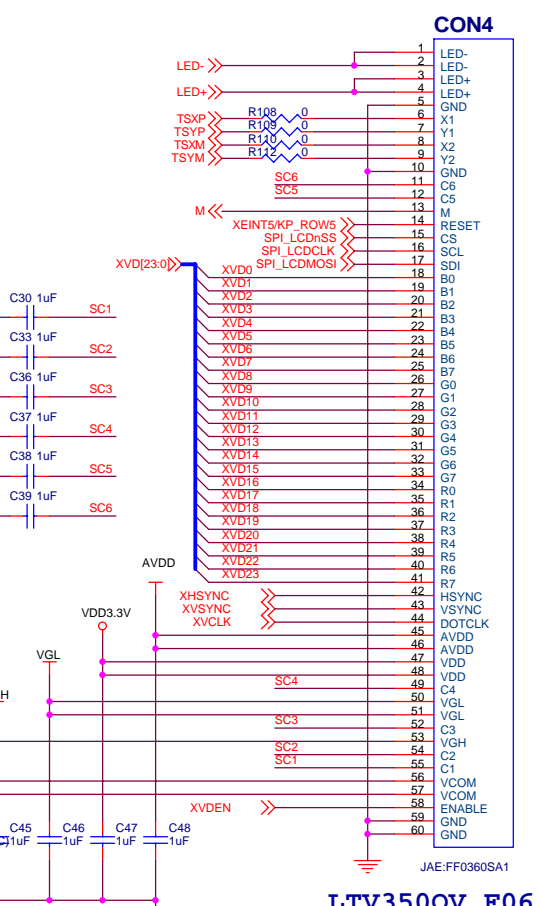 CON4
LED- 1 LED-
2 LED-
LED+ 3 LED+
4 LED+
5 GND
TSXP R108 0 6 X1
TSYP R109 0 7 Y1
TSXM R110 0 8 X2
TSYM R112 0 9 Y2
10 GND
SC6 11 C6
SC5 12 C5
M 13 M
XEINT5/KP_ROW5 14 RESET
SPI_LCDnSS 15 CS
SPI_LCDCLK 16 SCL
SPI_LCDMOSI 17 SDI
XVD[23:0]
XVD0 18 B0
XVD1 19 B1
XVD2 20 B2
XVD3 21 B3
XVD4 22 B4
XVD5 23 B5
XVD6 24 B6
XVD7 25 B7
XVD8 26 G0
XVD9 27 G1
XVD10 28 G2
XVD11 29 G3
XVD12 30 G4
XVD13 31 G5
XVD14 32 G6
XVD15 33 G7
XVD16 34 R0
XVD17 35 R1
XVD18 36 R2
XVD19 37 R3
XVD20 38 R4
XVD21 39 R5
XVD22 40 R6
XVD23 41 R7
XHSYNC 42 HSYNC
XVSYNC 43 VSYNC
XVCLK 44 DOTCLK
45 AVDD
46 AVDD
47 VDD
48 VDD
SC4 49 C4
50 VGL
51 VGL
SC3 52 C3
53 VGH
SC2 54 C2
SC1 55 C1
56 VCOM
57 VCOM
XVDEN 58 ENABLE
59 GND
60 GND
C30 1uF SC1
C33 1uF SC2
C36 1uF SC3
C37 1uF SC4
C38 1uF SC5
C39 1uF SC6
AVDD
VDD3.3V
VGL
H
C45 C46 C47 C48
1uF 1uF 1uF 1uF
JAE:FF0360SA1
LTV350QV_F06